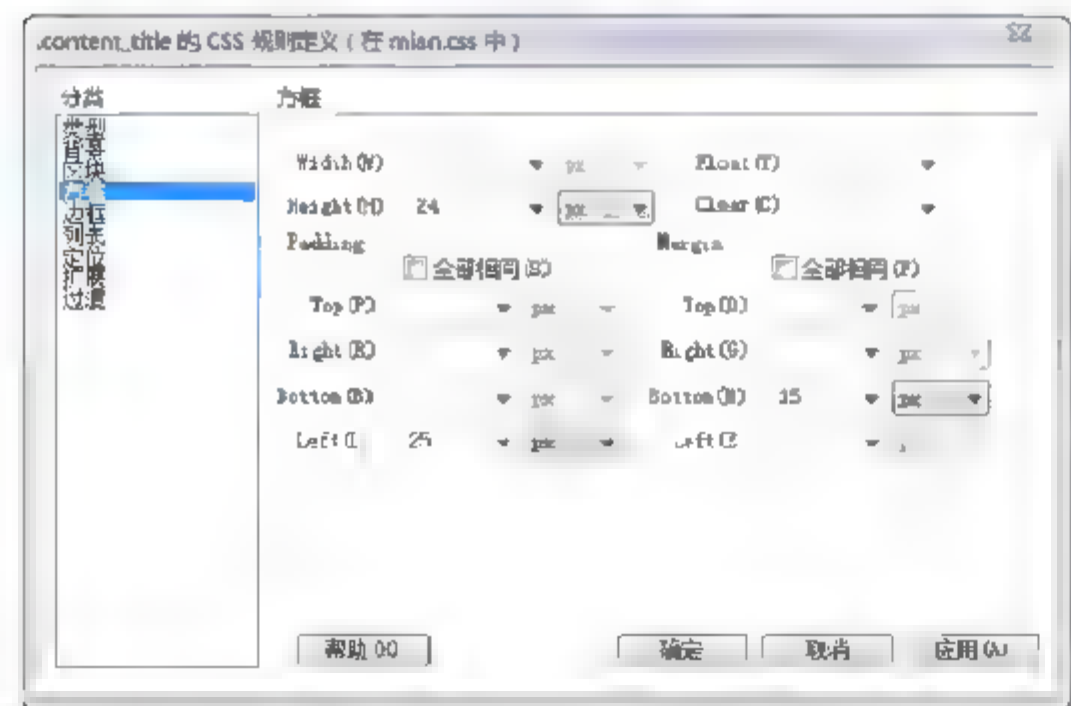 .content_title 的 CSS 规则定义（在 mian.css 中）
分类
类型
背景
区块
方框
边框
列表
定位
扩展
过滤
方框
Width(W) px Float(T)
Height(H) 24 px Clear(C)
Padding Margin
全部相同(S) 全部相同(F)
Top(P) px Top(O) px
Right(R) px Right(G) px
Bottom(B) px Bottom(M) px
Left(L) 25 px Left(E)
帮助(H) 确定 取消 应用(A)